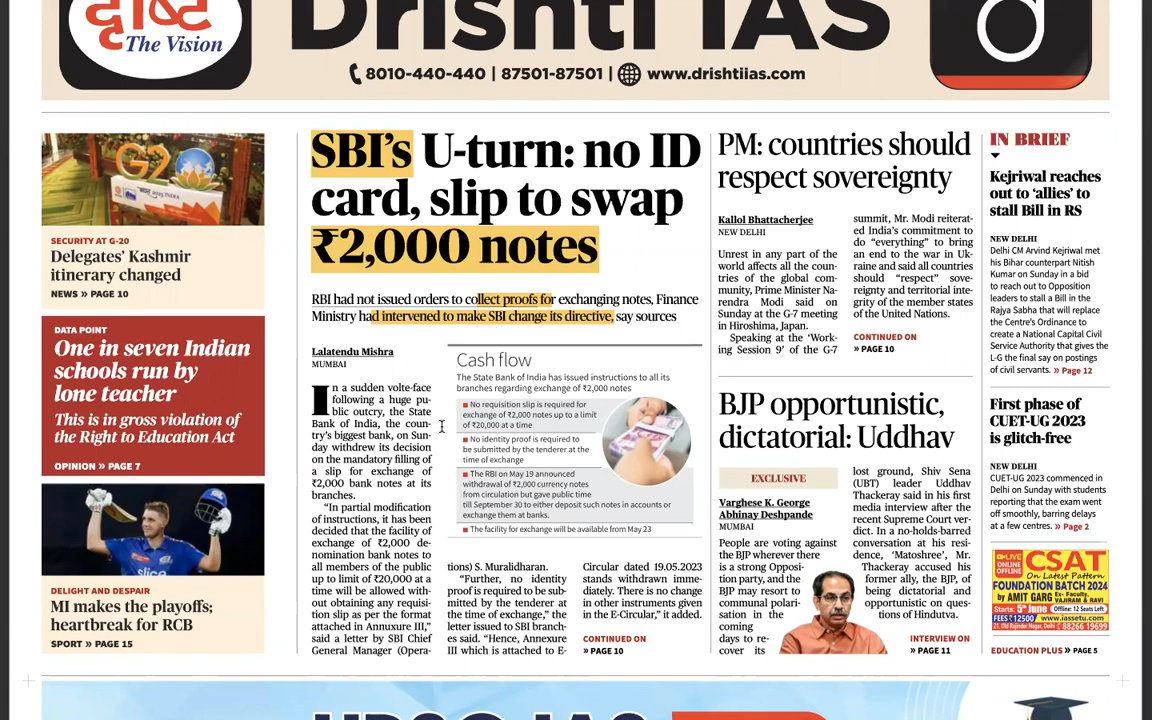 दृष्टि
The Vision
Drishti IAS
8010-440-440 | 87501-87501 | www.drishtiias.com
G2
SECURITY AT G-20
Delegates’ Kashmir
itinerary changed
NEWS » PAGE 10
DATA POINT
One in seven Indian
schools run by
lone teacher
This is in gross violation of
the Right to Education Act
OPINION » PAGE 7
slice
DELIGHT AND DESPAIR
MI makes the playoffs;
heartbreak for RCB
SPORT » PAGE 15
SBI’s U-turn: no ID
card, slip to swap
₹2,000 notes
RBI had not issued orders to collect proofs for exchanging notes, Finance
Ministry had intervened to make SBI change its directive, say sources
Lalatendu Mishra
MUMBAI
In a sudden volte-face
following a huge pu-
blic outcry, the State
Bank of India, the coun-
try’s biggest bank, on Sun-
day withdrew its decision
on the mandatory filling of
a slip for exchange of
₹2,000 bank notes at its
branches.
“In partial modification
of instructions, it has been
decided that the facility of
exchange of ₹2,000 de-
nomination bank notes to
all members of the public
up to limit of ₹20,000 at a
time will be allowed with-
out obtaining any requisi-
tion slip as per the format
attached in Annexure III,”
said a letter by SBI Chief
General Manager (Opera-
Cash flow
The State Bank of India has issued instructions to all its
branches regarding exchange of ₹2,000 notes
■ No requisition slip is required for
exchange of ₹2,000 notes up to a limit
of ₹20,000 at a time
■ No identity proof is required to
be submitted by the tenderer at the
time of exchange
■ The RBI on May 19 announced
withdrawal of ₹2,000 currency notes
from circulation but gave public time
till September 30 to either deposit such notes in accounts or
exchange them at banks.
■ The facility for exchange will be available from May 23
tions) S. Muralidharan.
“Further, no identity
proof is required to be sub-
mitted by the tenderer at
the time of exchange,” the
letter issued to SBI branch-
es said. “Hence, Annexure
III which is attached to E-
Circular dated 19.05.2023
stands withdrawn imme-
diately. There is no change
in other instructions given
in the E-Circular,” it added.
CONTINUED ON
» PAGE 10
PM: countries should
respect sovereignty
Kallol Bhattacherjee
NEW DELHI
Unrest in any part of the
world affects all the coun-
tries of the global com-
munity, Prime Minister Na-
rendra Modi said on
Sunday at the G-7 meeting
in Hiroshima, Japan.
Speaking at the ‘Work-
ing Session 9’ of the G-7
summit, Mr. Modi reiterat-
ed India’s commitment to
do “everything” to bring
an end to the war in Uk-
raine and said all countries
should “respect” sove-
reignty and territorial inte-
grity of the member states
of the United Nations.
CONTINUED ON
» PAGE 10
BJP opportunistic,
dictatorial: Uddhav
EXCLUSIVE
Varghese K. George
Abhinay Deshpande
MUMBAI
People are voting against
the BJP wherever there
is a strong Opposi-
tion party, and the
BJP may resort to
communal polari-
sation in the
coming
days to re-
cover its
lost ground, Shiv Sena
(UBT) leader Uddhav
Thackeray said in his first
media interview after the
recent Supreme Court ver-
dict. In a no-holds-barred
conversation at his resi-
dence, ‘Matoshree’, Mr.
Thackeray accused his
former ally, the BJP, of
being dictatorial and
opportunistic on ques-
tions of Hindutva.
INTERVIEW ON
» PAGE 11
IN BRIEF
Kejriwal reaches
out to ‘allies’ to
stall Bill in RS
NEW DELHI
Delhi CM Arvind Kejriwal met
his Bihar counterpart Nitish
Kumar on Sunday in a bid
to reach out to Opposition
leaders to stall a Bill in the
Rajya Sabha that will replace
the Centre’s Ordinance to
create a National Capital Civil
Service Authority that gives the
L-G the final say on postings
of civil servants. » Page 12
First phase of
CUET-UG 2023
is glitch-free
NEW DELHI
CUET-UG 2023 commenced in
Delhi on Sunday with students
reporting that the exam went
off smoothly, barring delays
at a few centres. » Page 2
LIVE
ONLINE
OFFLINE
CSAT
On Latest Pattern
FOUNDATION BATCH 2024
by AMIT GARG Ex- Faculty,
VAJIRAM & RAVI
Starts: 5th June Offline: 12 Seats Left
FEES ₹12500 www.iassetu.com
21, Old Rajinder Nagar, Delhi 88266 19699
EDUCATION PLUS » PAGE 5